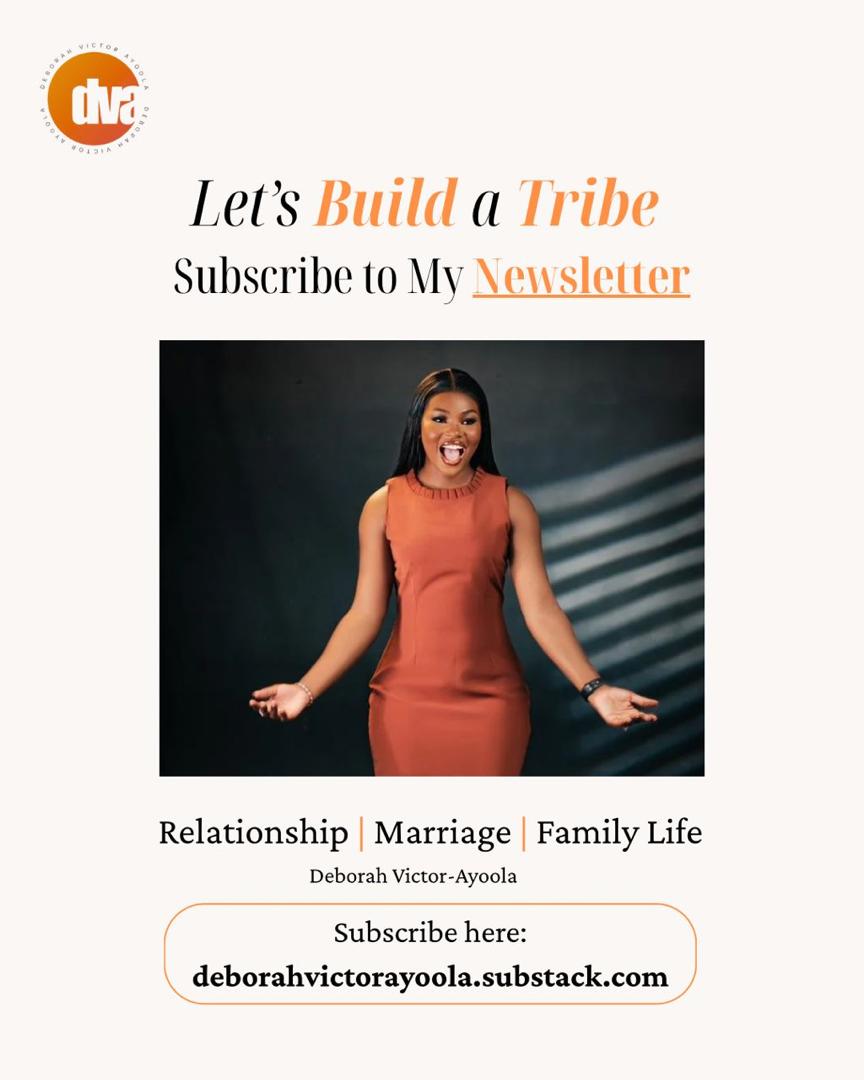 DEBORAH VICTOR AYOOLA
DEBORAH VICTOR AYOOLA
dva
Let’s Build a Tribe
Subscribe to My Newsletter
Relationship | Marriage | Family Life
Deborah Victor-Ayoola
Subscribe here:
deborahvictorayoola.substack.com